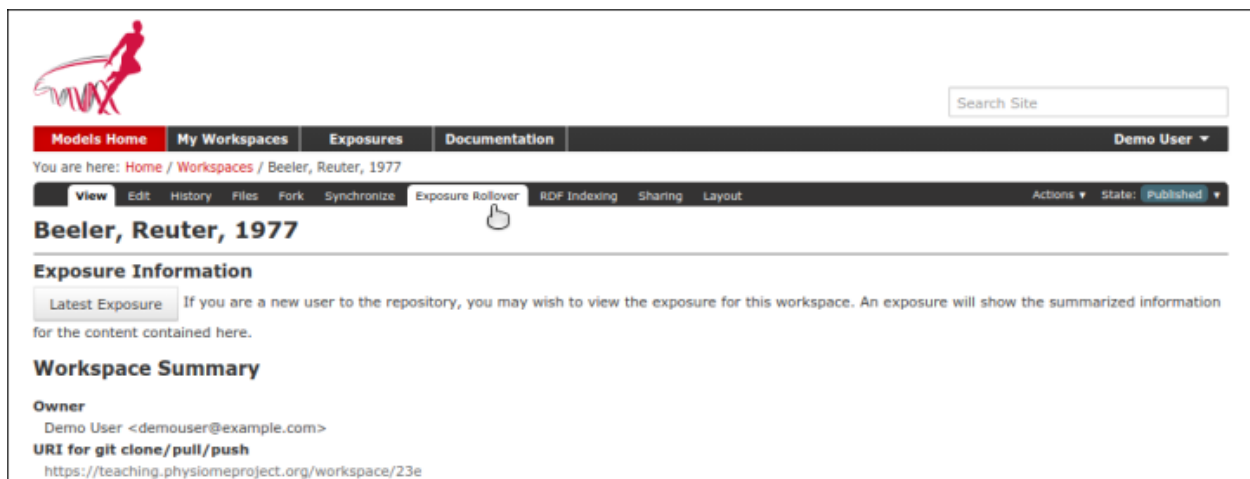 Search Site
Models Home My Workspaces Exposures Documentation Demo User ▾
You are here: Home / Workspaces / Beeler, Reuter, 1977
View Edit History Files Fork Synchronize Exposure Rollover RDF Indexing Sharing Layout Actions ▾ State: Published ▾
Beeler, Reuter, 1977
Exposure Information
Latest Exposure If you are a new user to the repository, you may wish to view the exposure for this workspace. An exposure will show the summarized information
for the content contained here.
Workspace Summary
Owner
Demo User <demouser@example.com>
URI for git clone/pull/push
https://teaching.physiomeproject.org/workspace/23e